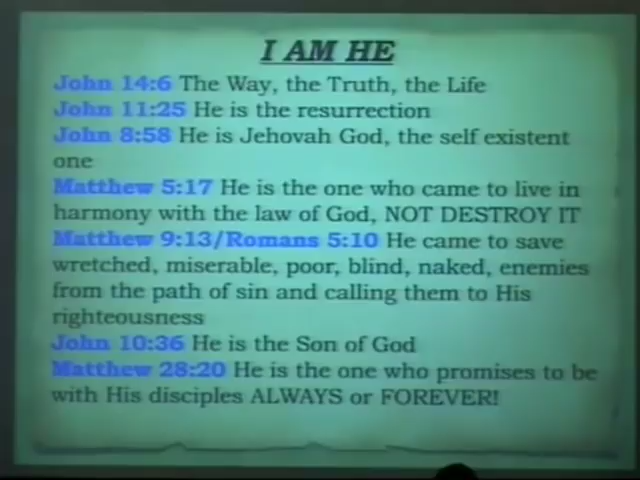 I AM HE
John 14:6 The Way, the Truth, the Life
John 11:25 He is the resurrection
John 8:58 He is Jehovah God, the self existent
one
Matthew 5:17 He is the one who came to live in
harmony with the law of God, NOT DESTROY IT
Matthew 9:13/Romans 5:10 He came to save
wretched, miserable, poor, blind, naked, enemies
from the path of sin and calling them to His
righteousness
John 10:36 He is the Son of God
Matthew 28:20 He is the one who promises to be
with His disciples ALWAYS or FOREVER!